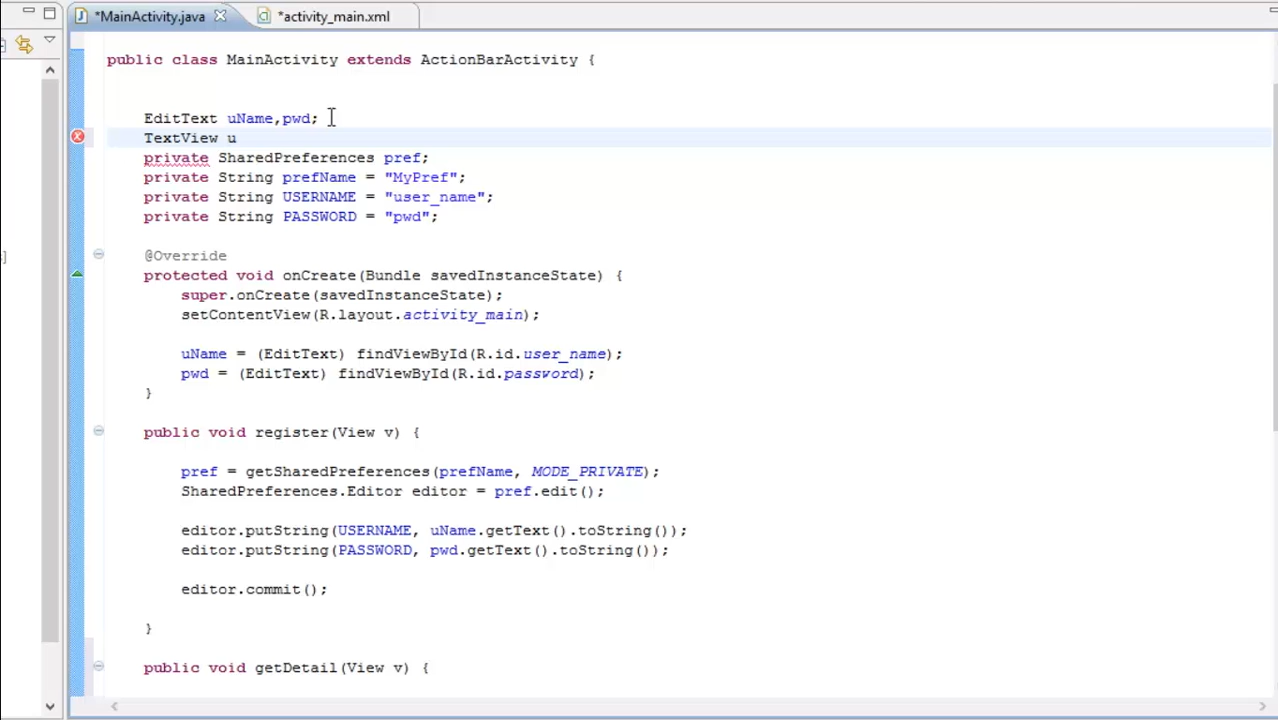 *MainActivity.java
*activity_main.xml
public class MainActivity extends ActionBarActivity {
EditText uName,pwd;
TextView u
private SharedPreferences pref;
private String prefName = "MyPref";
private String USERNAME = "user_name";
private String PASSWORD = "pwd";
@Override
protected void onCreate(Bundle savedInstanceState) {
super.onCreate(savedInstanceState);
setContentView(R.layout.activity_main);
uName = (EditText) findViewById(R.id.user_name);
pwd = (EditText) findViewById(R.id.password);
}
public void register(View v) {
pref = getSharedPreferences(prefName, MODE_PRIVATE);
SharedPreferences.Editor editor = pref.edit();
editor.putString(USERNAME, uName.getText().toString());
editor.putString(PASSWORD, pwd.getText().toString());
editor.commit();
}
public void getDetail(View v) {